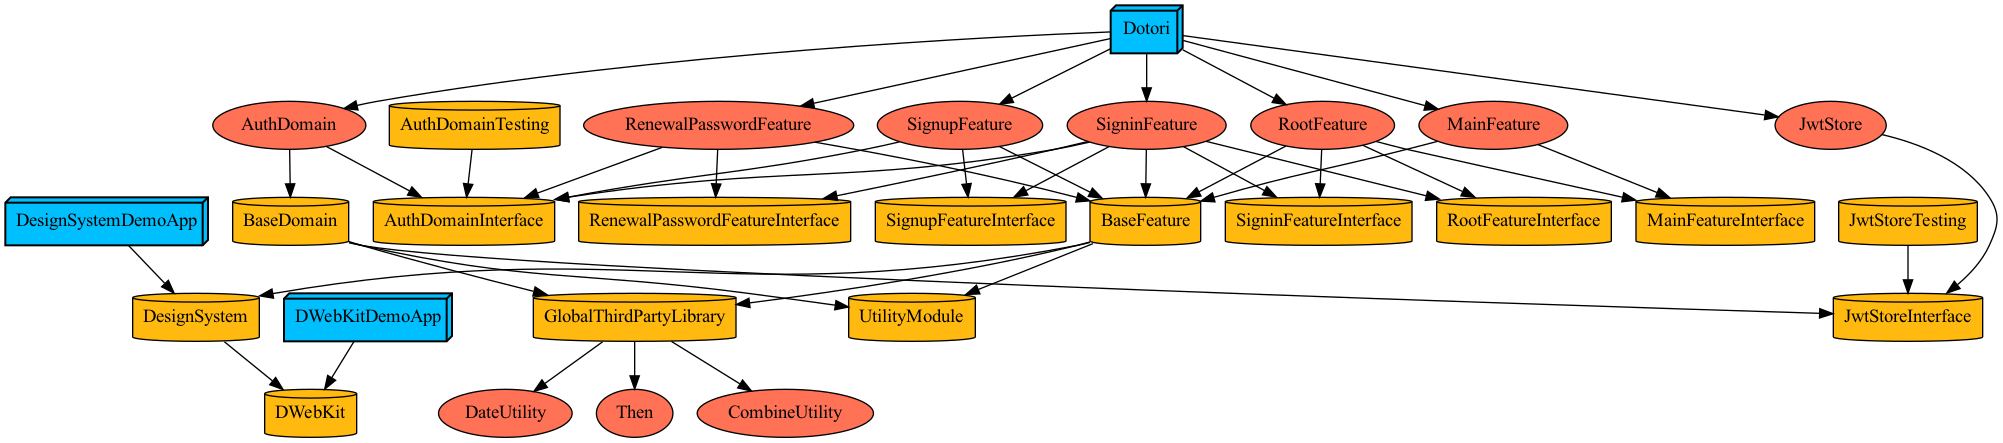 Dotori
AuthDomain
AuthDomainTesting
RenewalPasswordFeature
SignupFeature
SigninFeature
RootFeature
MainFeature
JwtStore
DesignSystemDemoApp
BaseDomain
AuthDomainInterface
RenewalPasswordFeatureInterface
SignupFeatureInterface
BaseFeature
SigninFeatureInterface
RootFeatureInterface
MainFeatureInterface
JwtStoreTesting
DesignSystem
DWebKitDemoApp
GlobalThirdPartyLibrary
UtilityModule
JwtStoreInterface
DWebKit
DateUtility
Then
CombineUtility